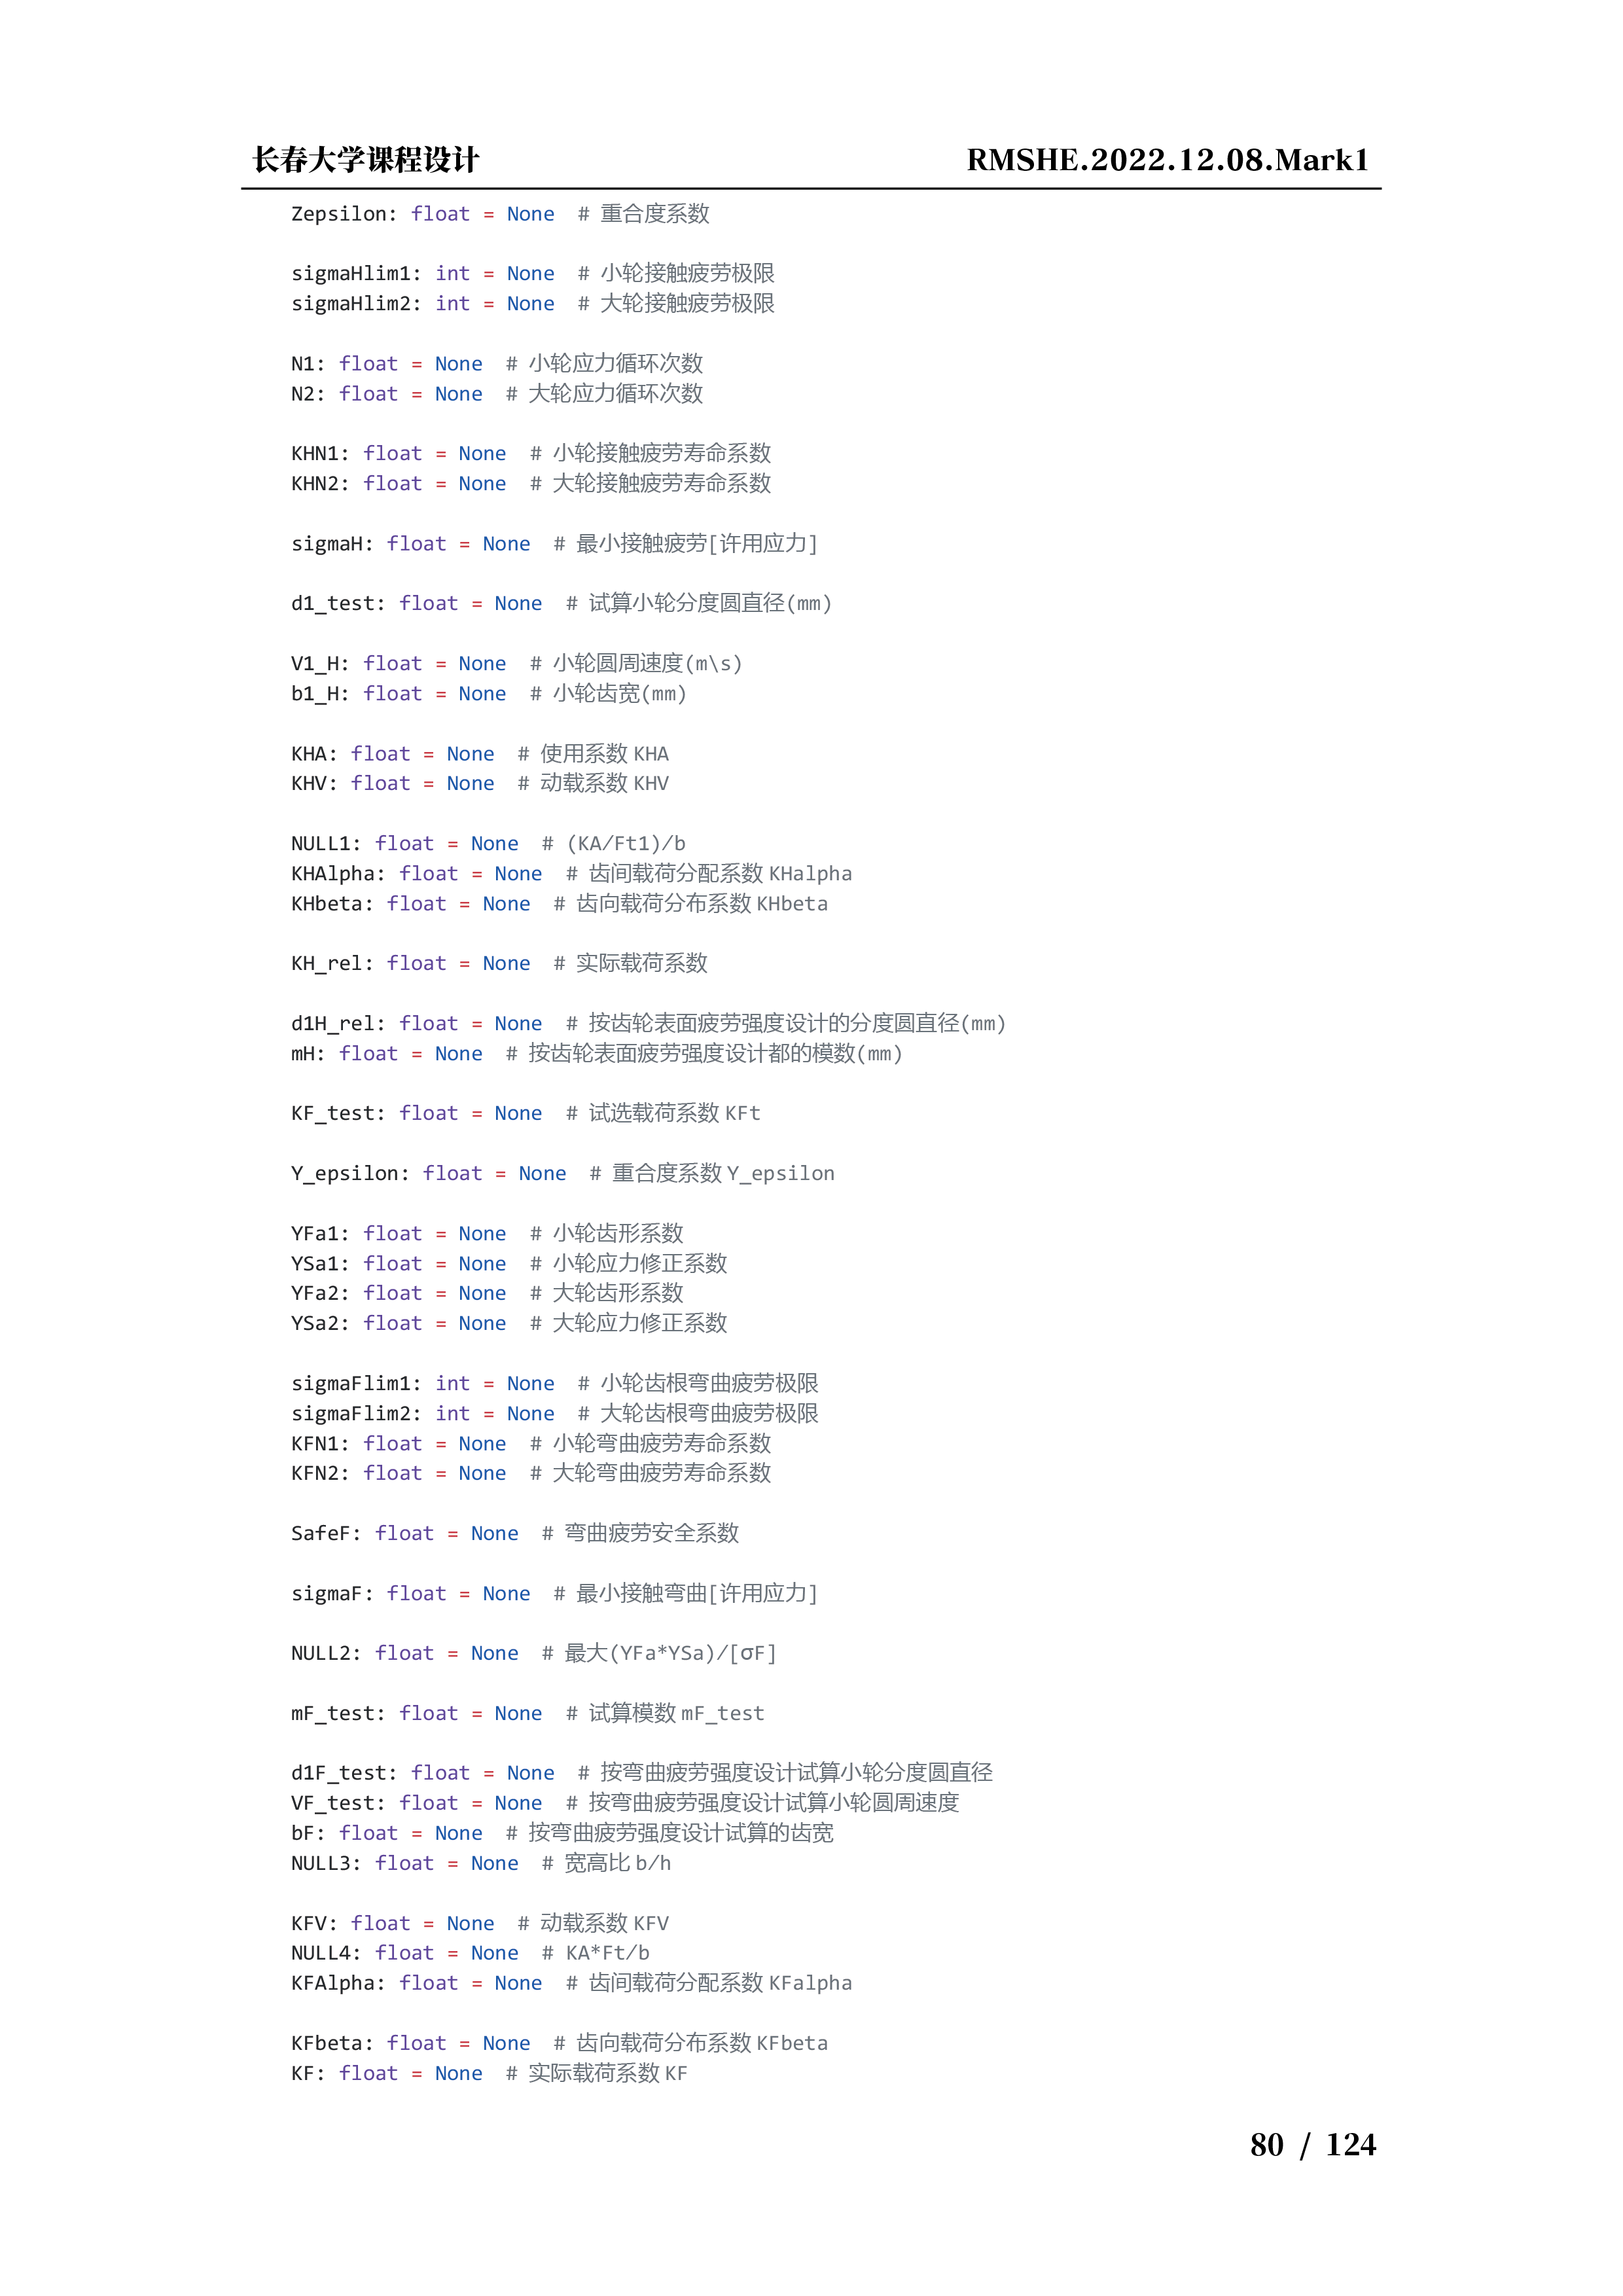 长春大学课程设计 RMSHE.2022.12.08.Mark1
Zepsilon: float = None  # 重合度系数
sigmaHlim1: int = None  # 小轮接触疲劳极限
sigmaHlim2: int = None  # 大轮接触疲劳极限
N1: float = None  # 小轮应力循环次数
N2: float = None  # 大轮应力循环次数
KHN1: float = None  # 小轮接触疲劳寿命系数
KHN2: float = None  # 大轮接触疲劳寿命系数
sigmaH: float = None  # 最小接触疲劳[许用应力]
d1_test: float = None  # 试算小轮分度圆直径(mm)
V1_H: float = None  # 小轮圆周速度(m\s)
b1_H: float = None  # 小轮齿宽(mm)
KHA: float = None  # 使用系数 KHA
KHV: float = None  # 动载系数 KHV
NULL1: float = None  # (KA/Ft1)/b
KHAlpha: float = None  # 齿间载荷分配系数 KHalpha
KHbeta: float = None  # 齿向载荷分布系数 KHbeta
KH_rel: float = None  # 实际载荷系数
d1H_rel: float = None  # 按齿轮表面疲劳强度设计的分度圆直径(mm)
mH: float = None  # 按齿轮表面疲劳强度设计都的模数(mm)
KF_test: float = None  # 试选载荷系数 KFt
Y_epsilon: float = None  # 重合度系数 Y_epsilon
YFa1: float = None  # 小轮齿形系数
YSa1: float = None  # 小轮应力修正系数
YFa2: float = None  # 大轮齿形系数
YSa2: float = None  # 大轮应力修正系数
sigmaFlim1: int = None  # 小轮齿根弯曲疲劳极限
sigmaFlim2: int = None  # 大轮齿根弯曲疲劳极限
KFN1: float = None  # 小轮弯曲疲劳寿命系数
KFN2: float = None  # 大轮弯曲疲劳寿命系数
SafeF: float = None  # 弯曲疲劳安全系数
sigmaF: float = None  # 最小接触弯曲[许用应力]
NULL2: float = None  # 最大(YFa*YSa)/[σF]
mF_test: float = None  # 试算模数 mF_test
d1F_test: float = None  # 按弯曲疲劳强度设计试算小轮分度圆直径
VF_test: float = None  # 按弯曲疲劳强度设计试算小轮圆周速度
bF: float = None  # 按弯曲疲劳强度设计试算的齿宽
NULL3: float = None  # 宽高比 b/h
KFV: float = None  # 动载系数 KFV
NULL4: float = None  # KA*Ft/b
KFAlpha: float = None  # 齿间载荷分配系数 KFalpha
KFbeta: float = None  # 齿向载荷分布系数 KFbeta
KF: float = None  # 实际载荷系数 KF
80 / 124